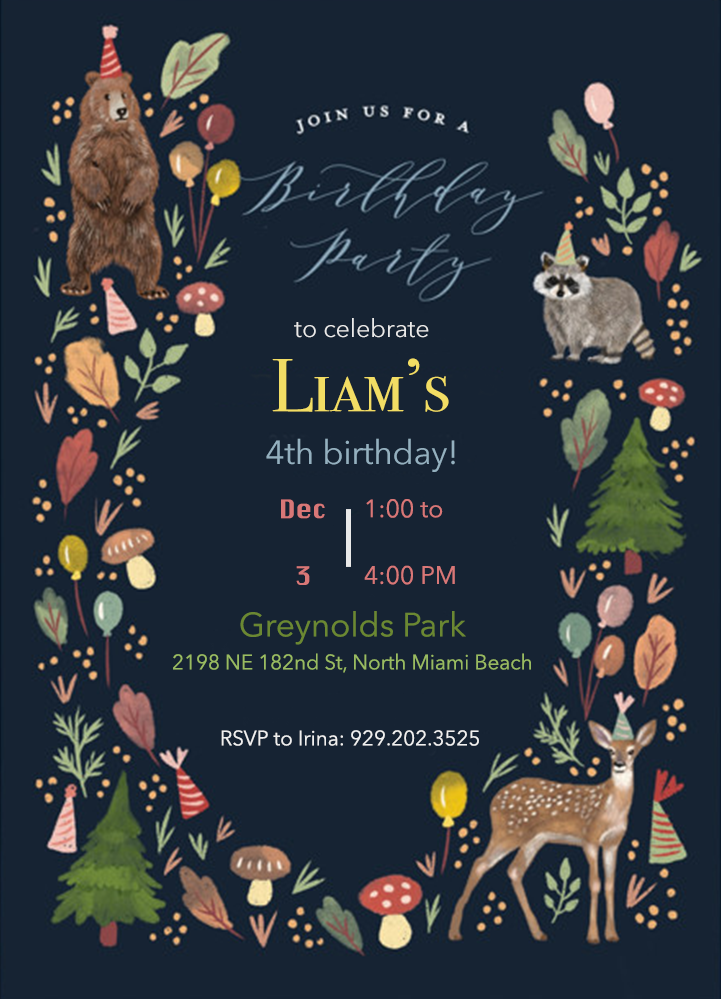 JOIN US FOR A
Birthday
Party
to celebrate
LIAM'S
4th birthday!
Dec
3
1:00 to
4:00 PM
Greynolds Park
2198 NE 182nd St, North Miami Beach
RSVP to Irina: 929.202.3525